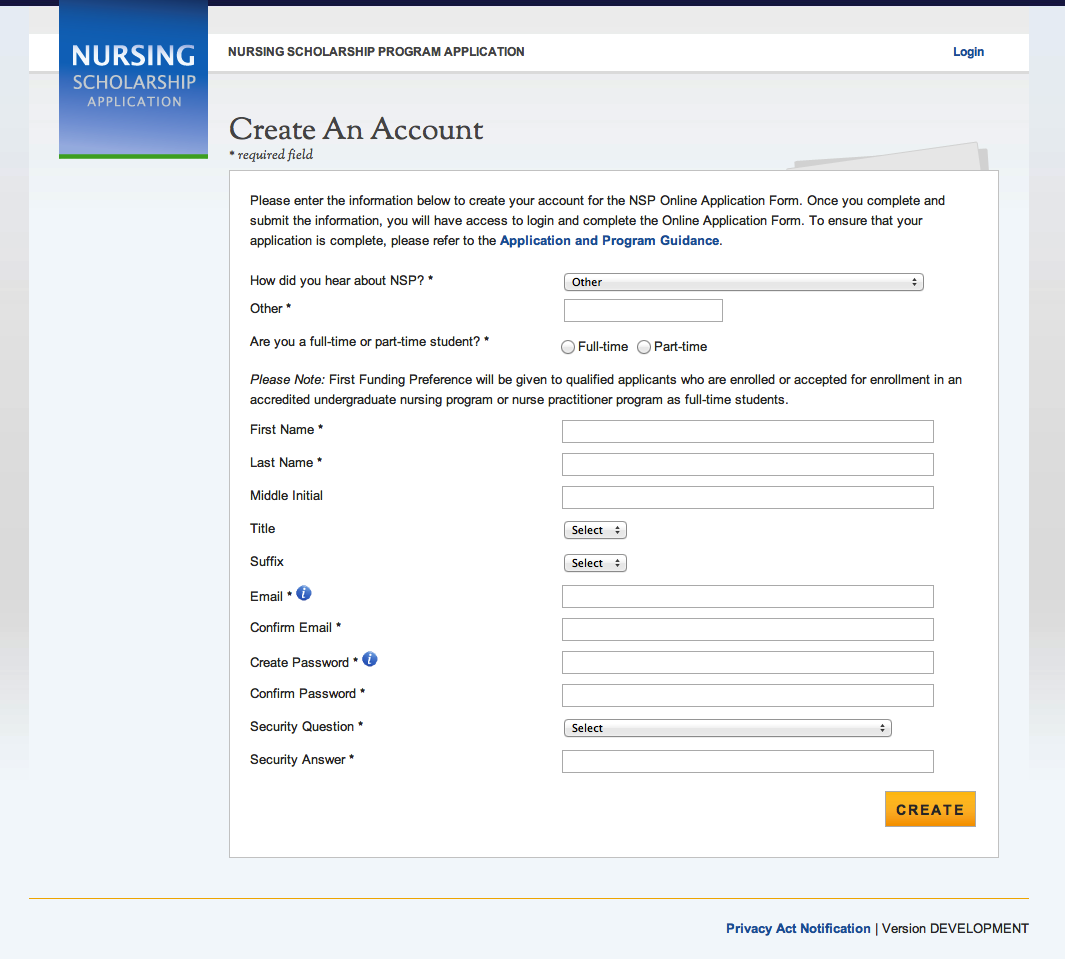 NURSING
SCHOLARSHIP
APPLICATION
NURSING SCHOLARSHIP PROGRAM APPLICATION
Login
Create An Account
* required field
Please enter the information below to create your account for the NSP Online Application Form. Once you complete and
submit the information, you will have access to login and complete the Online Application Form. To ensure that your
application is complete, please refer to the Application and Program Guidance.
How did you hear about NSP? *
Other
Other *
Are you a full-time or part-time student? *
Full-time Part-time
Please Note: First Funding Preference will be given to qualified applicants who are enrolled or accepted for enrollment in an
accredited undergraduate nursing program or nurse practitioner program as full-time students.
First Name *
Last Name *
Middle Initial
Title
Select
Suffix
Select
Email * i
Confirm Email *
Create Password * i
Confirm Password *
Security Question *
Select
Security Answer *
CREATE
Privacy Act Notification | Version DEVELOPMENT